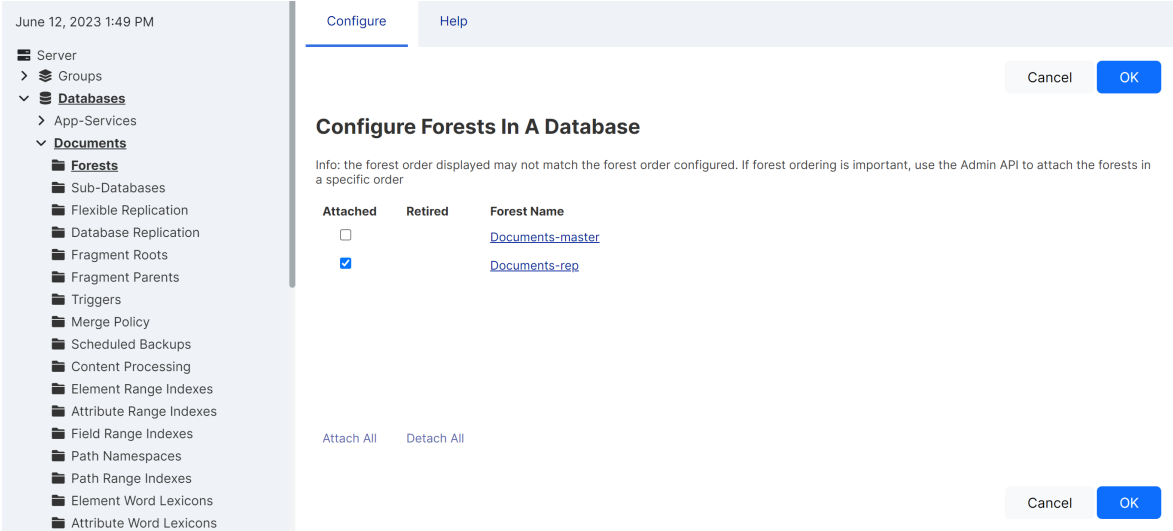 June 12, 2023 1:49 PM
Server
Groups
Databases
App-Services
Documents
Forests
Sub-Databases
Flexible Replication
Database Replication
Fragment Roots
Fragment Parents
Triggers
Merge Policy
Scheduled Backups
Content Processing
Element Range Indexes
Attribute Range Indexes
Field Range Indexes
Path Namespaces
Path Range Indexes
Element Word Lexicons
Attribute Word Lexicons
Configure Help
Cancel OK
Configure Forests In A Database
Info: the forest order displayed may not match the forest order configured. If forest ordering is important, use the Admin API to attach the forests in
a specific order
Attached Retired Forest Name
Documents-master
Documents-rep
Attach All Detach All
Cancel OK